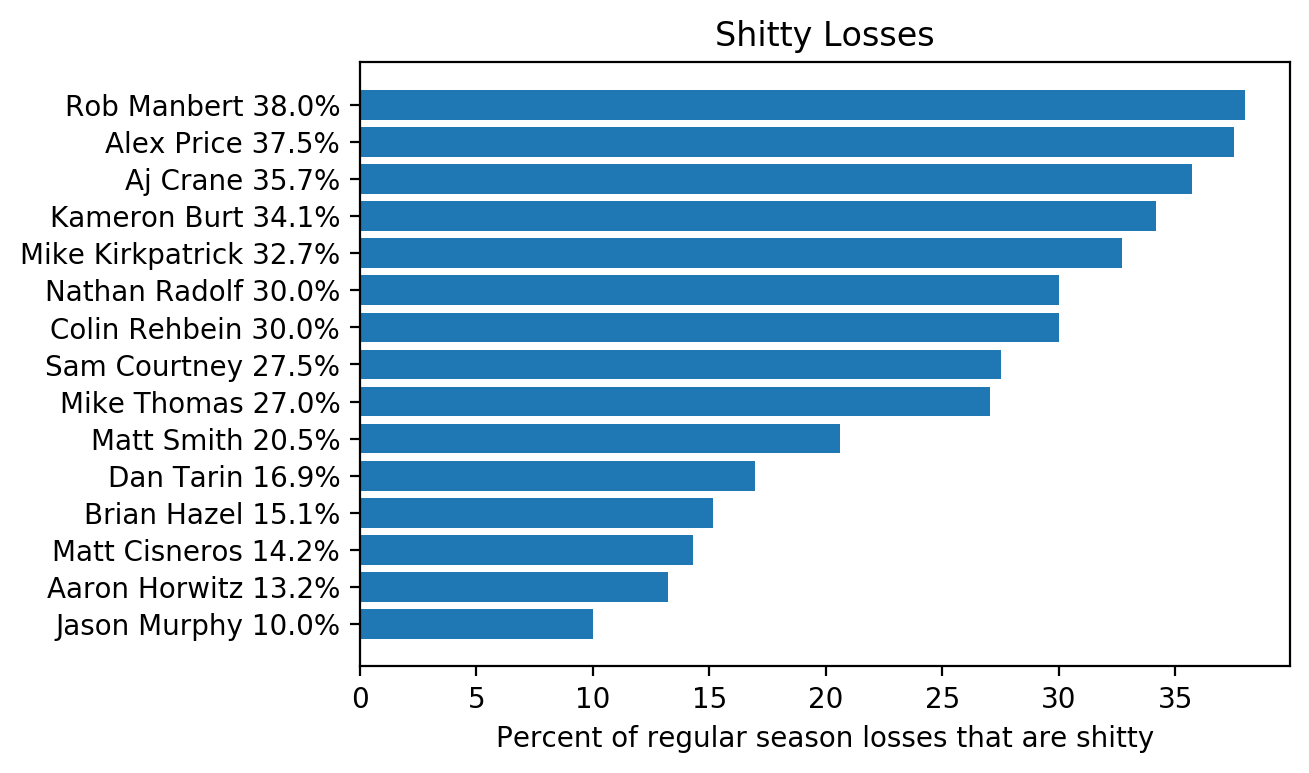 Shitty Losses
Rob Manbert 38.0%
Alex Price 37.5%
Aj Crane 35.7%
Kameron Burt 34.1%
Mike Kirkpatrick 32.7%
Nathan Radolf 30.0%
Colin Rehbein 30.0%
Sam Courtney 27.5%
Mike Thomas 27.0%
Matt Smith 20.5%
Dan Tarin 16.9%
Brian Hazel 15.1%
Matt Cisneros 14.2%
Aaron Horwitz 13.2%
Jason Murphy 10.0%
0 5 10 15 20 25 30 35
Percent of regular season losses that are shitty